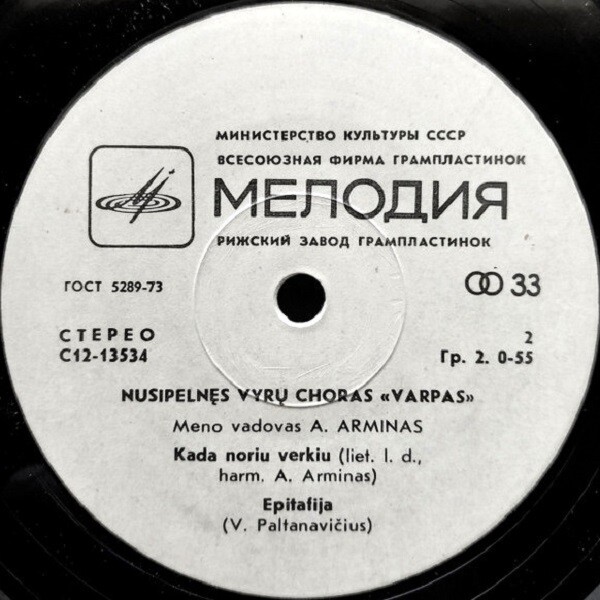 МИНИСТЕРСТВО КУЛЬТУРЫ СССР
ВСЕСОЮЗНАЯ ФИРМА ГРАМПЛАСТИНОК
МЕЛОДИЯ
РИЖСКИЙ ЗАВОД ГРАМПЛАСТИНОК
ГОСТ 5289-73
33
СТЕРЕО
2
С12-13534
Гр. 2. 0-55
NUSIPELNĘS VYRŲ CHORAS «VARPAS»
Meno vadovas A. ARMINAS
Kada noriu verkiu (liet. l. d.,
harm. A. Arminas)
Epitafija
(V. Paltanavičius)